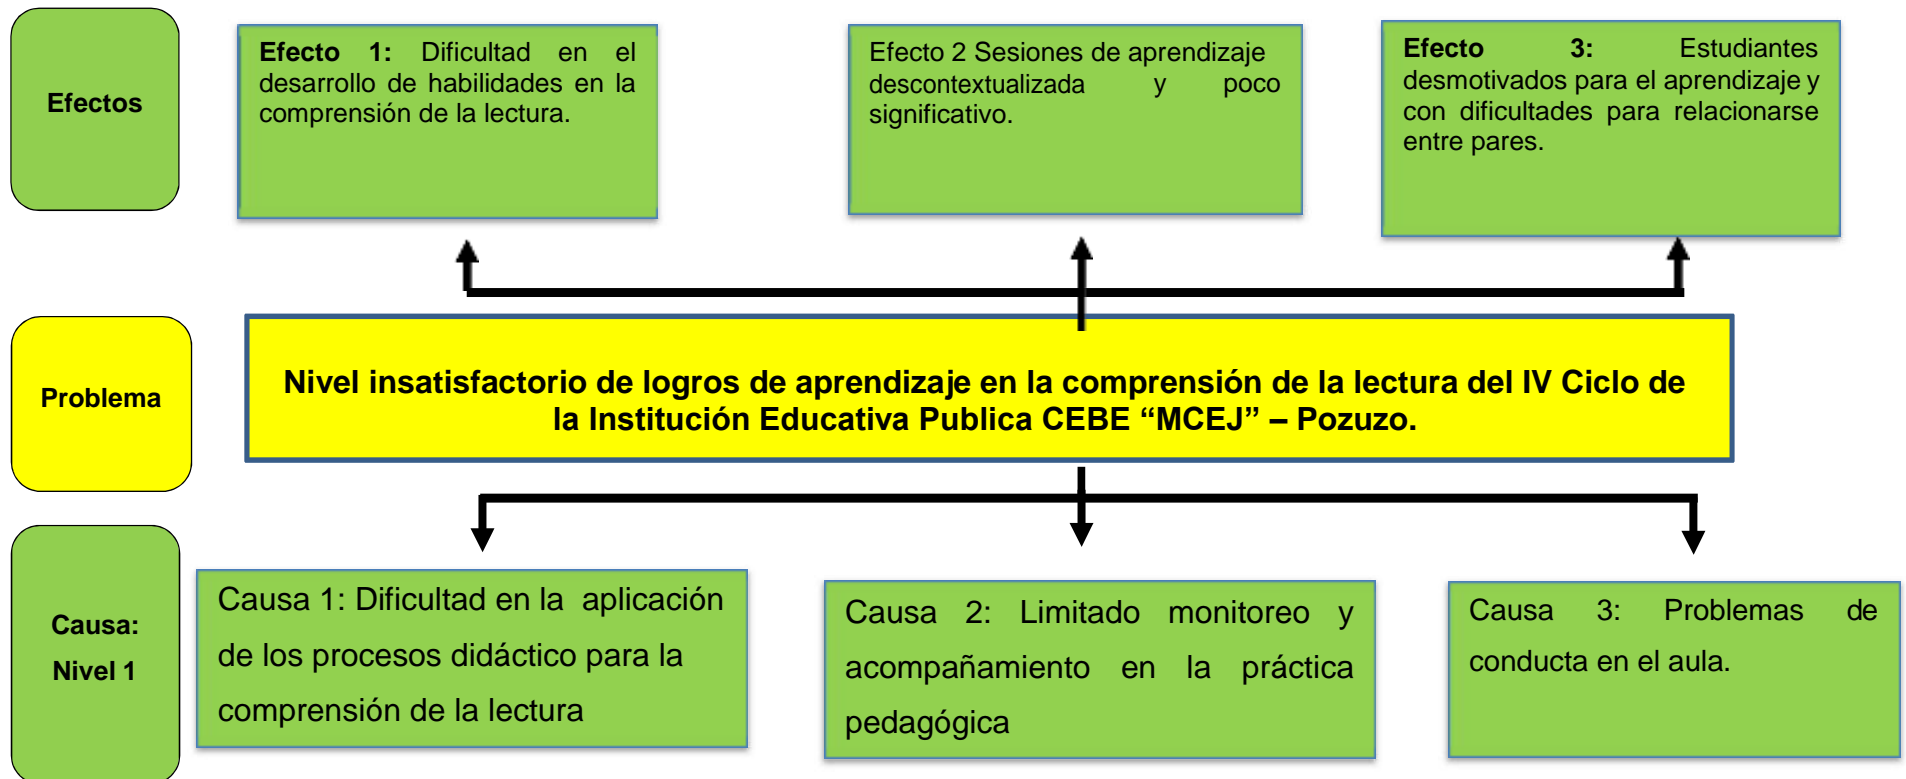 Efectos
Efecto 1: Dificultad en el
desarrollo de habilidades en la
comprensión de la lectura.
Efecto 2 Sesiones de aprendizaje
descontextualizada y poco
significativo.
Efecto 3: Estudiantes
desmotivados para el aprendizaje y
con dificultades para relacionarse
entre pares.
Problema
Nivel insatisfactorio de logros de aprendizaje en la comprensión de la lectura del IV Ciclo de
la Institución Educativa Publica CEBE “MCEJ” – Pozuzo.
Causa:
Nivel 1
Causa 1: Dificultad en la aplicación
de los procesos didáctico para la
comprensión de la lectura
Causa 2: Limitado monitoreo y
acompañamiento en la práctica
pedagógica
Causa 3: Problemas de
conducta en el aula.